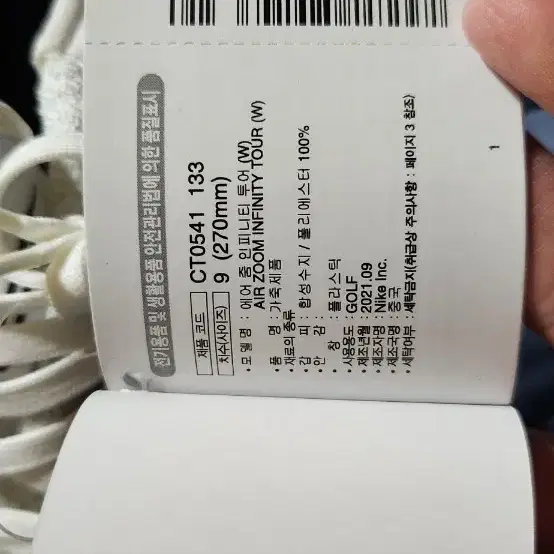 전기용품 및 생활용품 안전관리법에 의한 품질표시
제품 코드 CT0541 133
치수(사이즈) 9 (270mm)
• 모델명 : 에어 줌 인피니티 투어 (W)
AIR ZOOM INFINITY TOUR (W)
• 품 명 : 가죽제품
• 재료의 종류
• 갑 피 : 합성수지 / 폴리에스터 100%
• 안 감 :
• 창 : 플라스틱
• 사용용도 : GOLF
• 제조년월 : 2021.09
• 제조자명 : Nike Inc.
• 제조국명 : 중국
• 세탁여부 : 세탁금지(취급상 주의사항 : 페이지 3 참조)
1